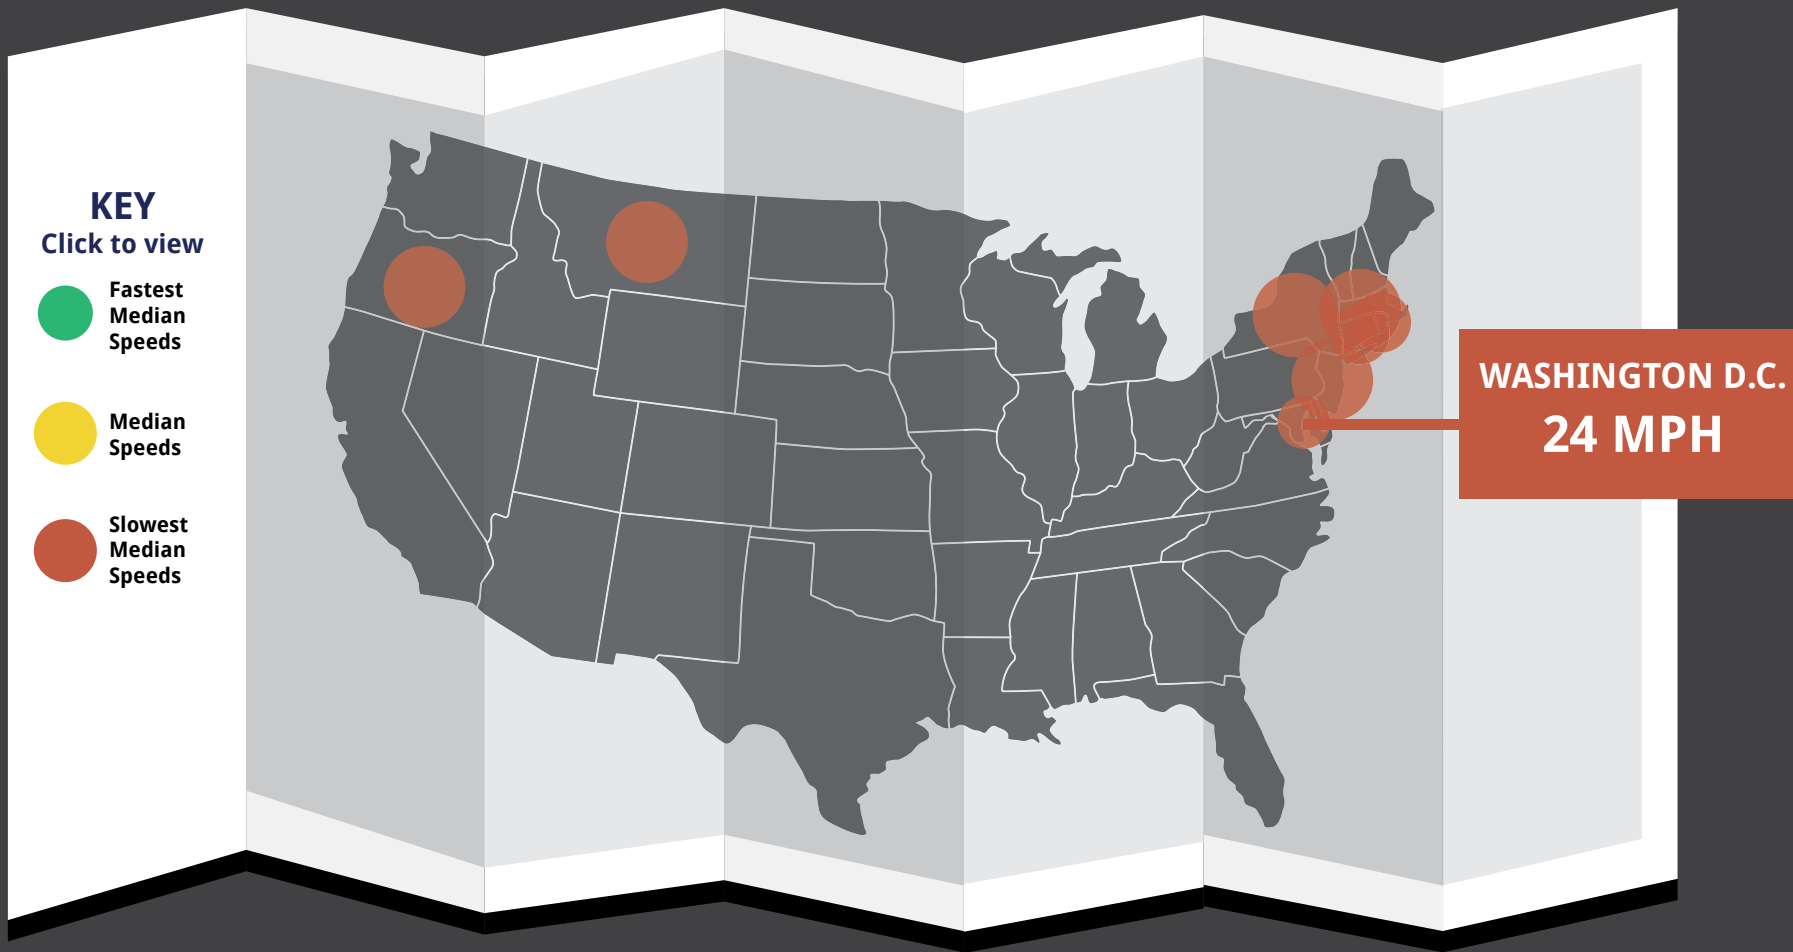 KEY
Click to view
Fastest
Median
Speeds
Median
Speeds
Slowest
Median
Speeds
WASHINGTON D.C.
24 MPH